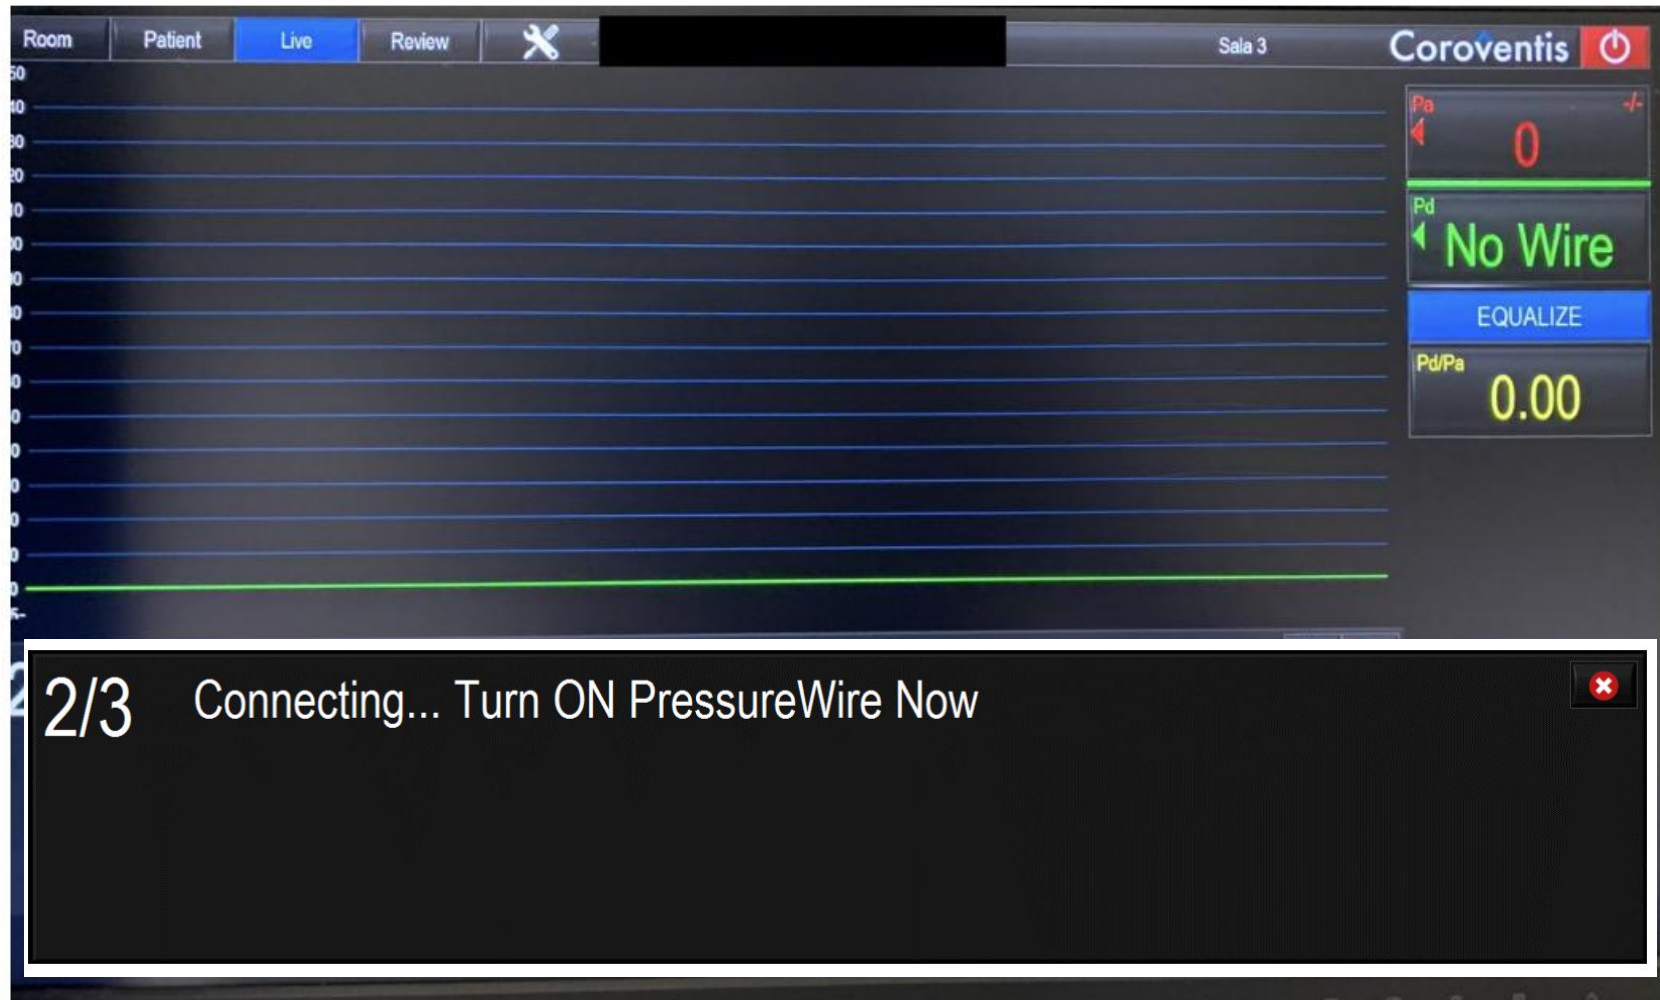 Room Patient Live Review Sala 3 Coroventis
Pa -/-
0
Pd
No Wire
EQUALIZE
Pd/Pa
0.00
2/3 Connecting... Turn ON PressureWire Now